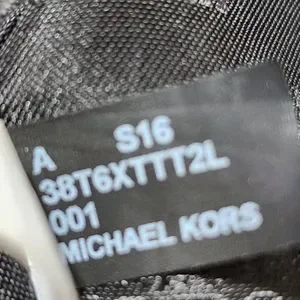 A S16
38T6XTTT2L
001
MICHAEL KORS